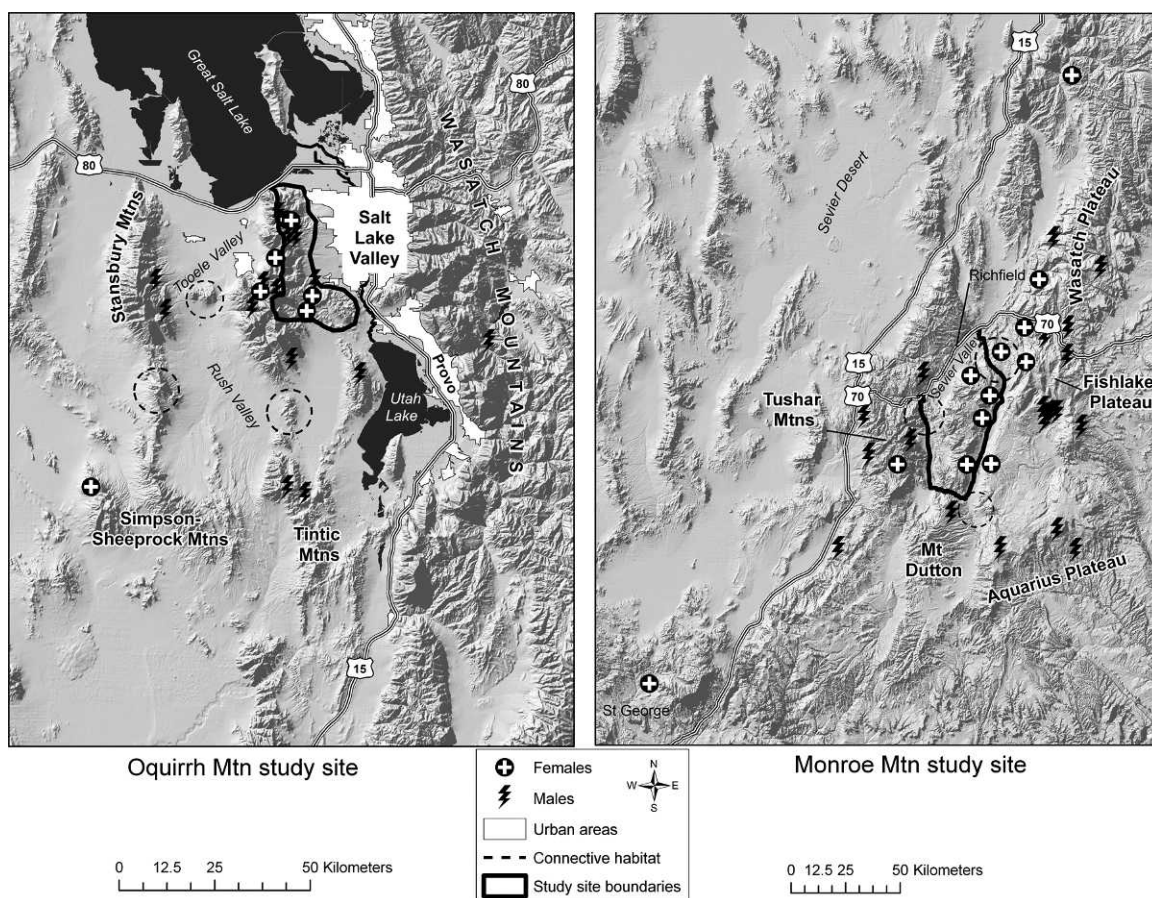 Great Salt Lake
80
WASATCH MOUNTAINS
80
Stansbury Mtns
Tooele Valley
Salt
Lake
Valley
Rush Valley
Provo
Utah
Lake
Simpson-
Sheeprock Mtns
Tintic
Mtns
15
Oquirrh Mtn study site
15
Sevier Desert
Wasatch Plateau
Richfield
70
15
Sevier Valley
70
Tushar
Mtns
Fishlake
Plateau
Mt
Dutton
Aquarius Plateau
St George
Monroe Mtn study site
Females
Males
Urban areas
Connective habitat
Study site boundaries
N
W E
S
0 12.5 25 50 Kilometers
0 12.5 25 50 Kilometers